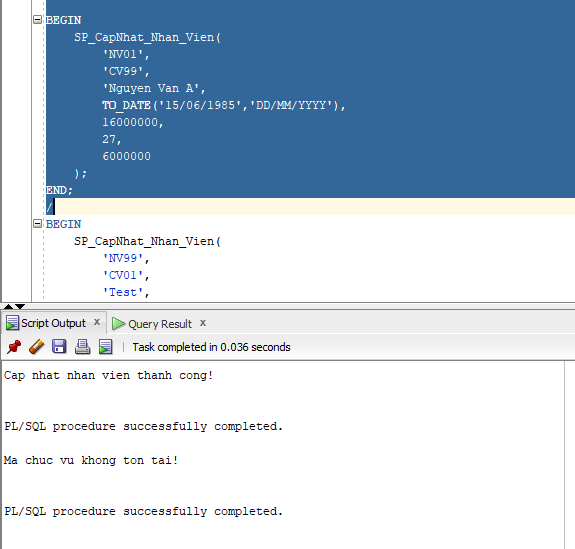 BEGIN
SP_CapNhat_Nhan_Vien(
'NV01',
'CV99',
'Nguyen Van A',
TO_DATE('15/06/1985','DD/MM/YYYY'),
16000000,
27,
6000000
);
END;
/
BEGIN
SP_CapNhat_Nhan_Vien(
'NV99',
'CV01',
'Test',
Script Output x Query Result x
Task completed in 0.036 seconds
Cap nhat nhan vien thanh cong!
PL/SQL procedure successfully completed.
Ma chuc vu khong ton tai!
PL/SQL procedure successfully completed.